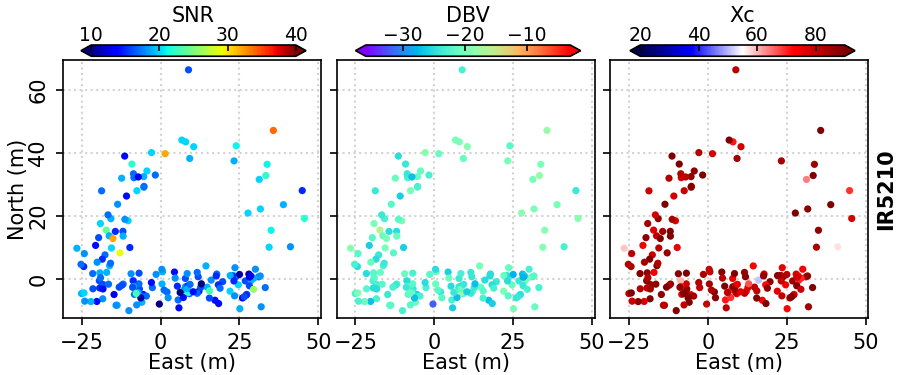 SNR DBV Xc
10 20 30 40 −30 −20 −10 20 40 60 80
60
40
20
0
North (m)
−25 0 25 50 −25 0 25 50 −25 0 25 50
East (m) East (m) East (m)
IR5210